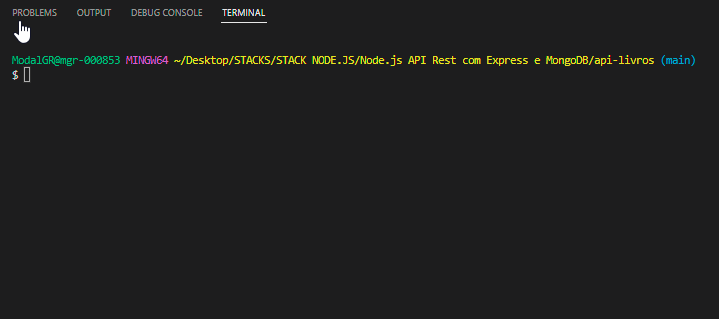 PROBLEMS OUTPUT DEBUG CONSOLE TERMINAL
ModalGR@mgr-000853 MINGW64 ~/Desktop/STACKS/STACK NODE.JS/Node.js API Rest com Express e MongoDB/api-livros (main)
$